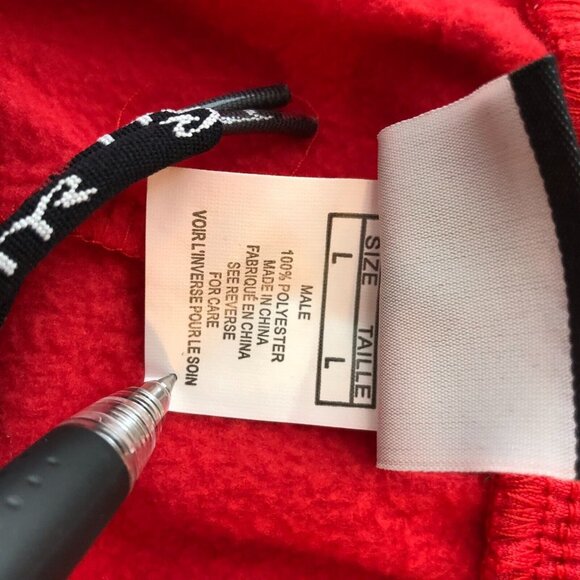 SIZE TAILLE
L L
MALE
100% POLYESTER
MADE IN CHINA
FABRIQUÉ EN CHINA
SEE REVERSE
FOR CARE
VOIR L'INVERSE POUR LE SOIN